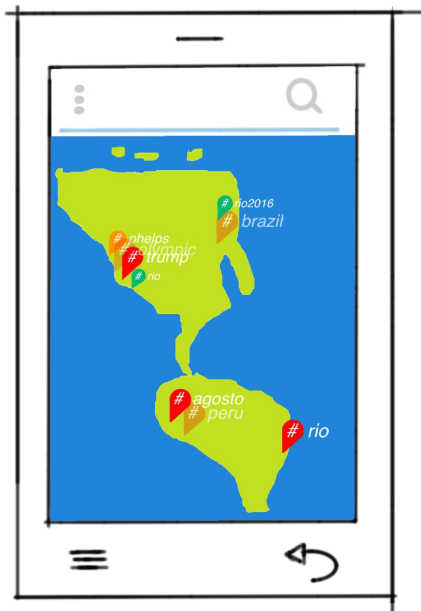 # rio2016
# brazil
# phelps
# olympic
# trump
# rio
# agosto
# peru
# rio